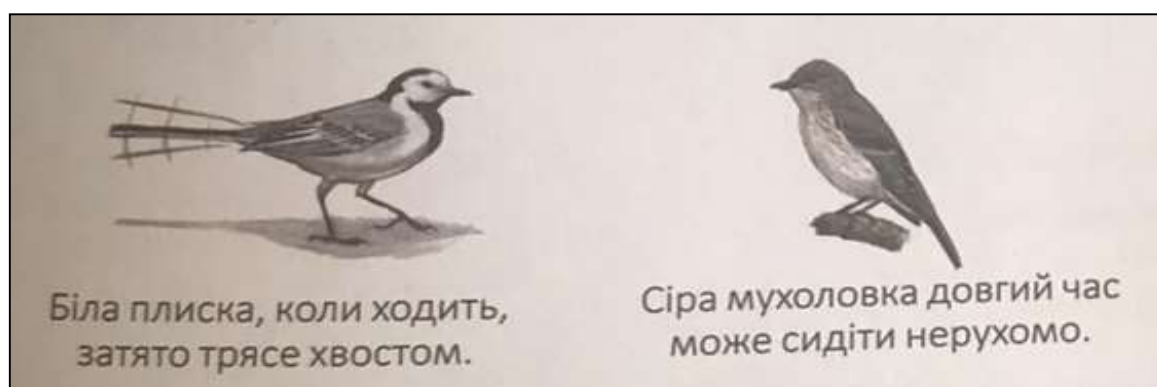 Біла плиска, коли ходить,
затято трясе хвостом.
Сіра мухоловка довгий час
може сидіти нерухомо.